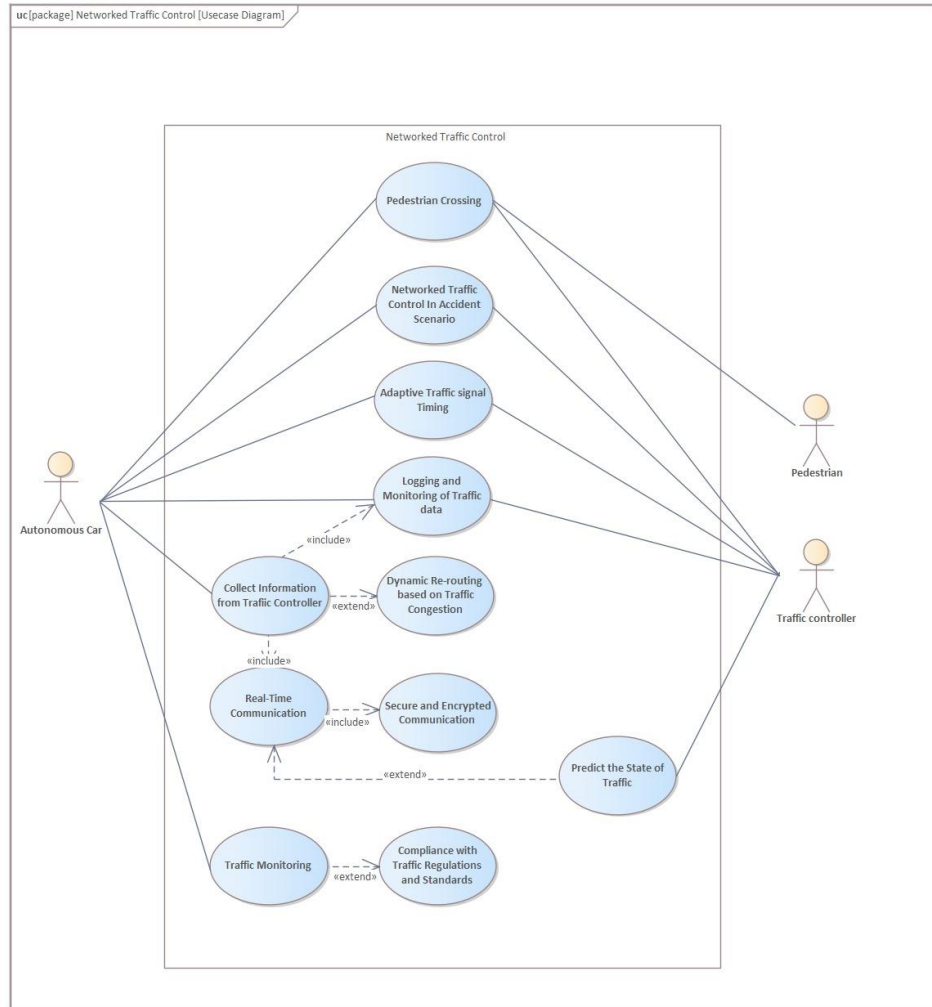 uc [package] Networked Traffic Control [Usecase Diagram]
Networked Traffic Control
Pedestrian Crossing
Networked Traffic
Control In Accident
Scenario
Adaptive Traffic signal
Timing
Pedestrian
Logging and
Monitoring of Traffic
data
Autonomous Car
«include»
Collect Information
from Trafiic Controller
«extend»
Dynamic Re-routing
based on Traffic
Congestion
Traffic controller
«include»
Real-Time
Communication
«include»
Secure and Encrypted
Communication
«extend»
Predict the State of
Traffic
Traffic Monitoring
«extend»
Compliance with
Traffic Regulations
and Standards